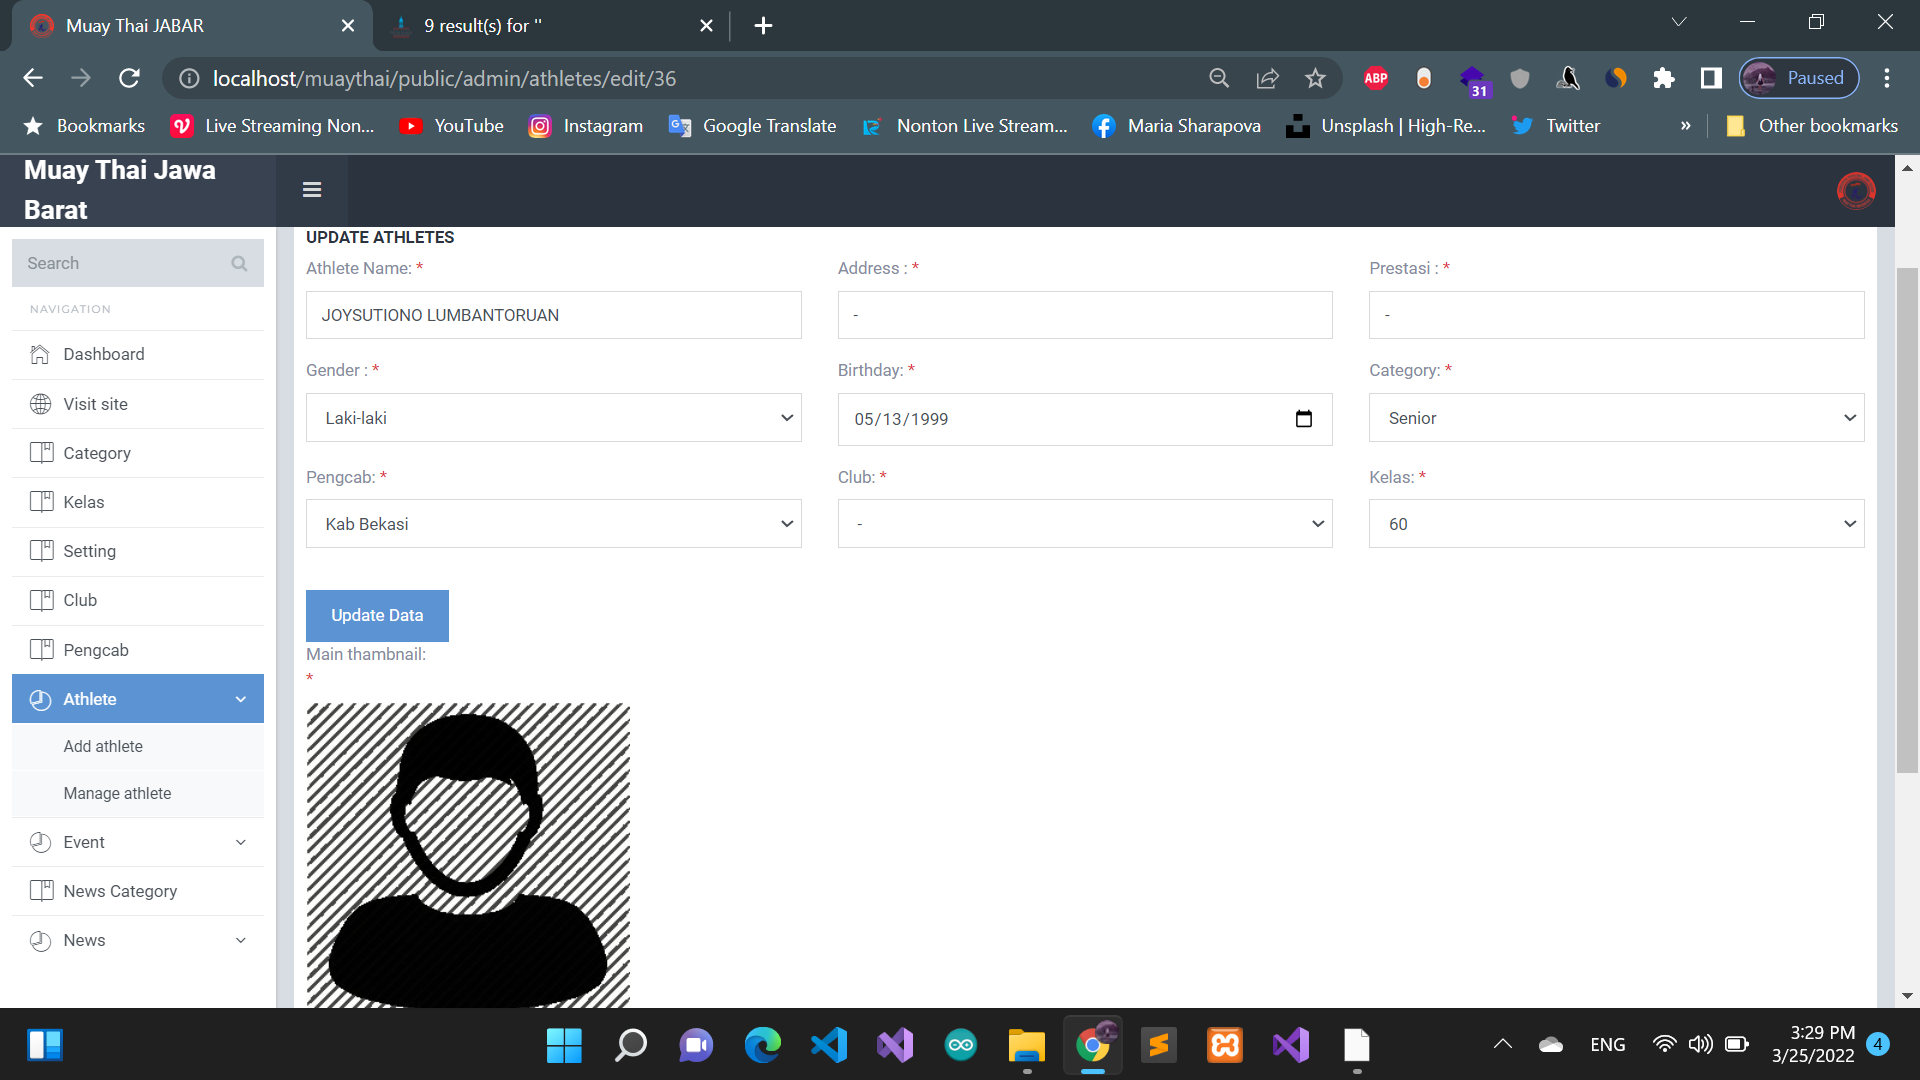 Muay Thai JABAR
9 result(s) for ''
localhost/muaythai/public/admin/athletes/edit/36
ABP
31
Paused
Bookmarks
Live Streaming Non...
YouTube
Instagram
Google Translate
Nonton Live Stream...
Maria Sharapova
Unsplash | High-Re...
Twitter
»
Other bookmarks
Muay Thai Jawa
Barat
Search
NAVIGATION
Dashboard
Visit site
Category
Kelas
Setting
Club
Pengcab
Athlete
Add athlete
Manage athlete
Event
News Category
News
UPDATE ATHLETES
Athlete Name: *
JOYSUTIONO LUMBANTORUAN
Address : *
-
Prestasi : *
-
Gender : *
Laki-laki
Birthday: *
05/13/1999
Category: *
Senior
Pengcab: *
Kab Bekasi
Club: *
-
Kelas: *
60
Update Data
Main thambnail:
*
ENG
3:29 PM
3/25/2022
4